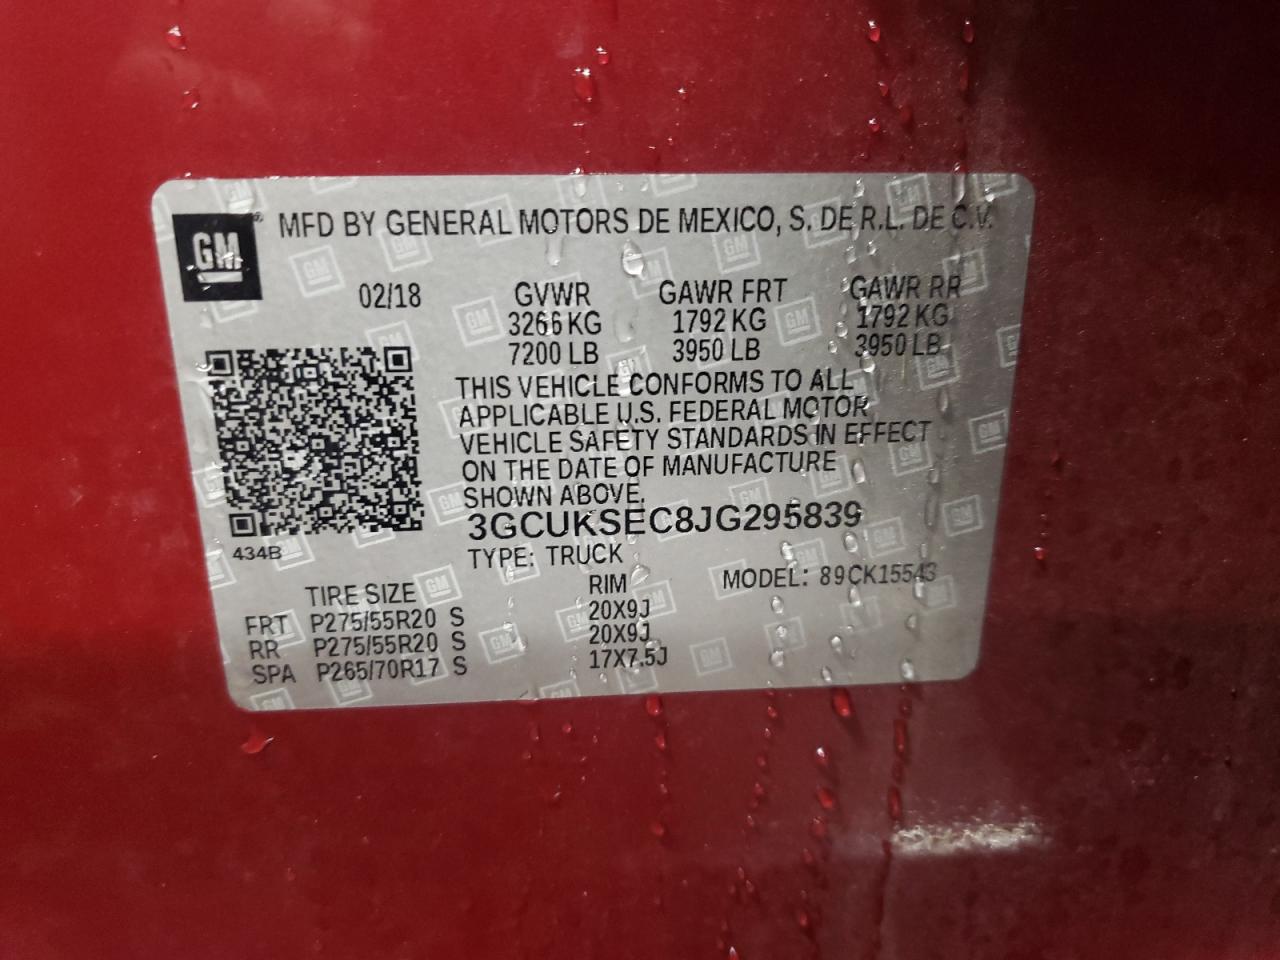 GM® MFD BY GENERAL MOTORS DE MEXICO, S. DE R.L. DE C.V.
02/18 GVWR GAWR FRT GAWR RR
3266 KG 1792 KG 1792 KG
7200 LB 3950 LB 3950 LB
THIS VEHICLE CONFORMS TO ALL
APPLICABLE U.S. FEDERAL MOTOR
VEHICLE SAFETY STANDARDS IN EFFECT
ON THE DATE OF MANUFACTURE
SHOWN ABOVE.
3GCUKSEC8JG295839
434B TYPE: TRUCK
TIRE SIZE RIM MODEL: 89CK15543
FRT P275/55R20 S 20X9J
RR P275/55R20 S 20X9J
SPA P265/70R17 S 17X7.5J